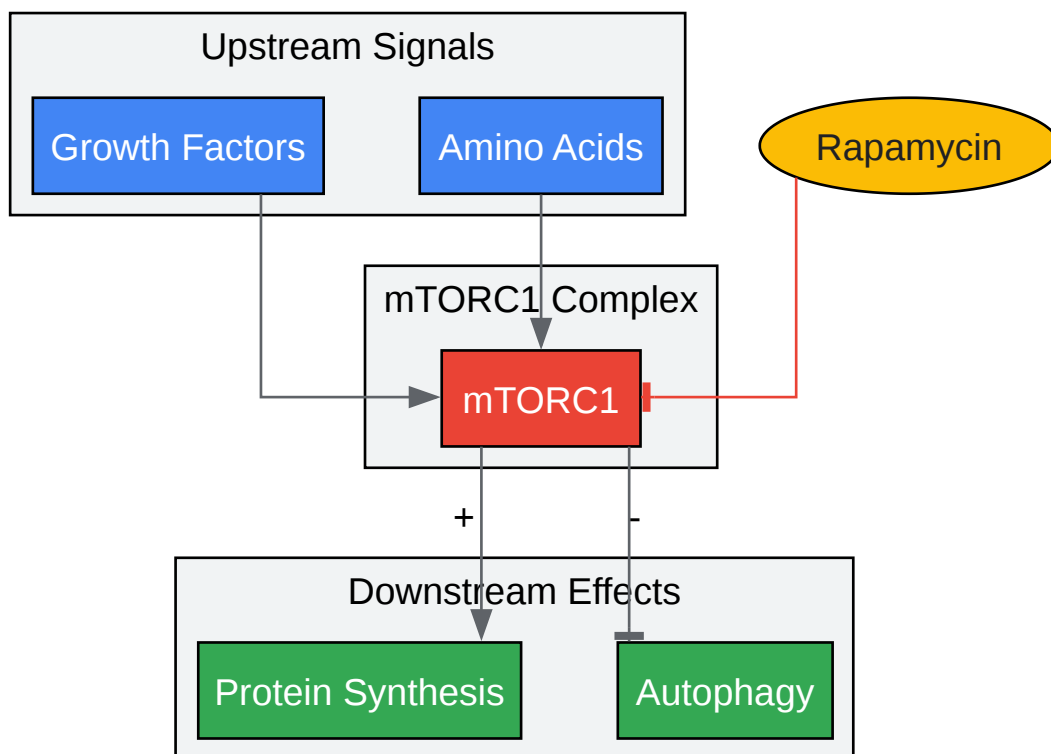 Upstream Signals
Growth Factors
Amino Acids
Rapamycin
mTORC1 Complex
mTORC1
+
-
Downstream Effects
Protein Synthesis
Autophagy